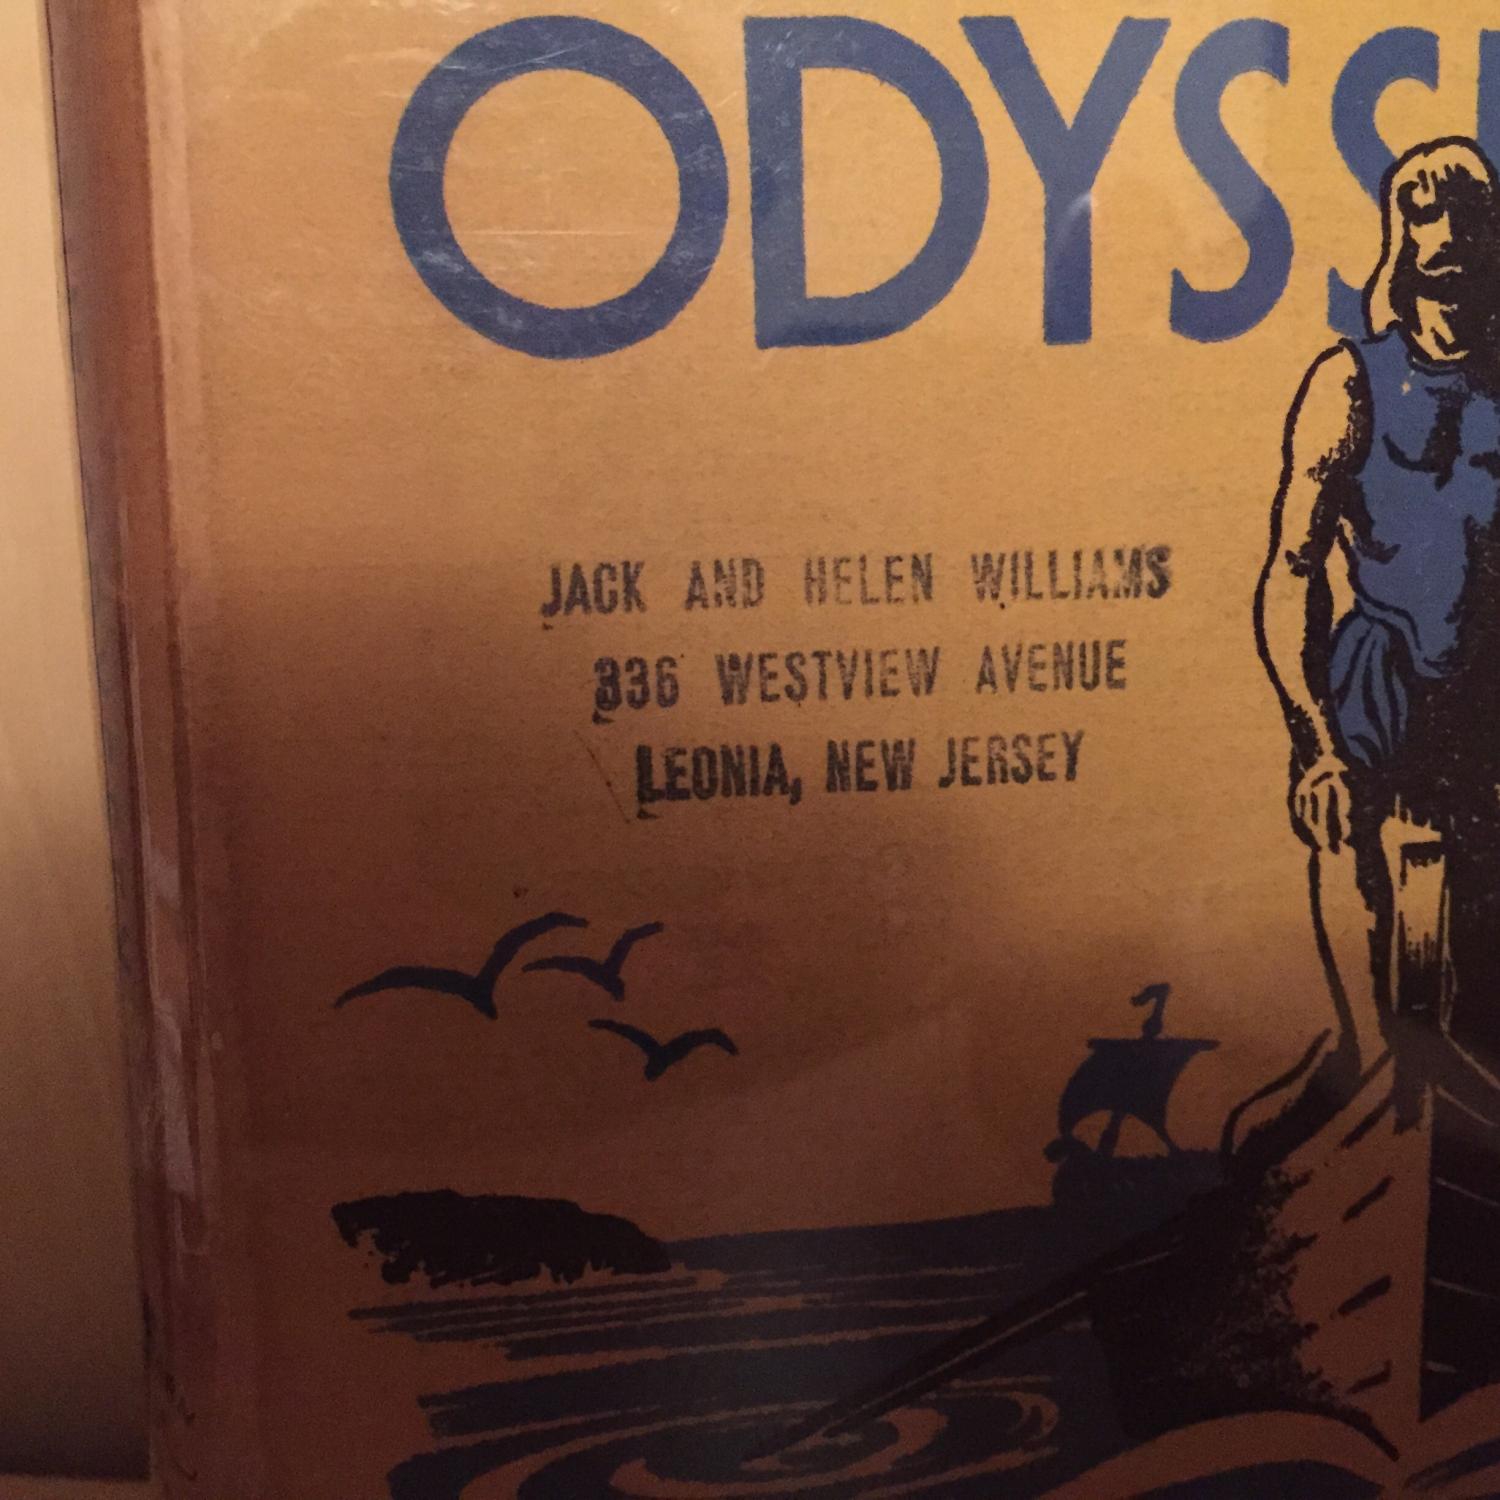 ODYSS
JACK AND HELEN WILLIAMS
336 WESTVIEW AVENUE
LEONIA, NEW JERSEY